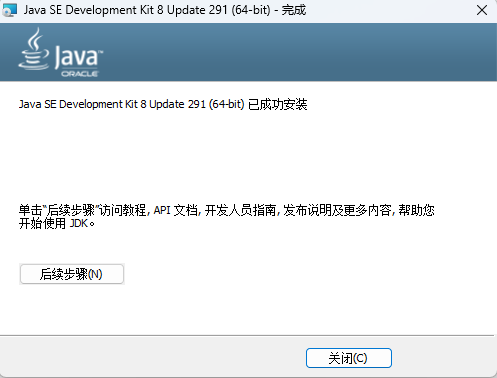 Java SE Development Kit 8 Update 291 (64-bit) - 完成
Java™
ORACLE
Java SE Development Kit 8 Update 291 (64-bit) 已成功安装
单击“后续步骤”访问教程, API 文档, 开发人员指南, 发布说明及更多内容, 帮助您
开始使用 JDK。
后续步骤(N)
关闭(C)